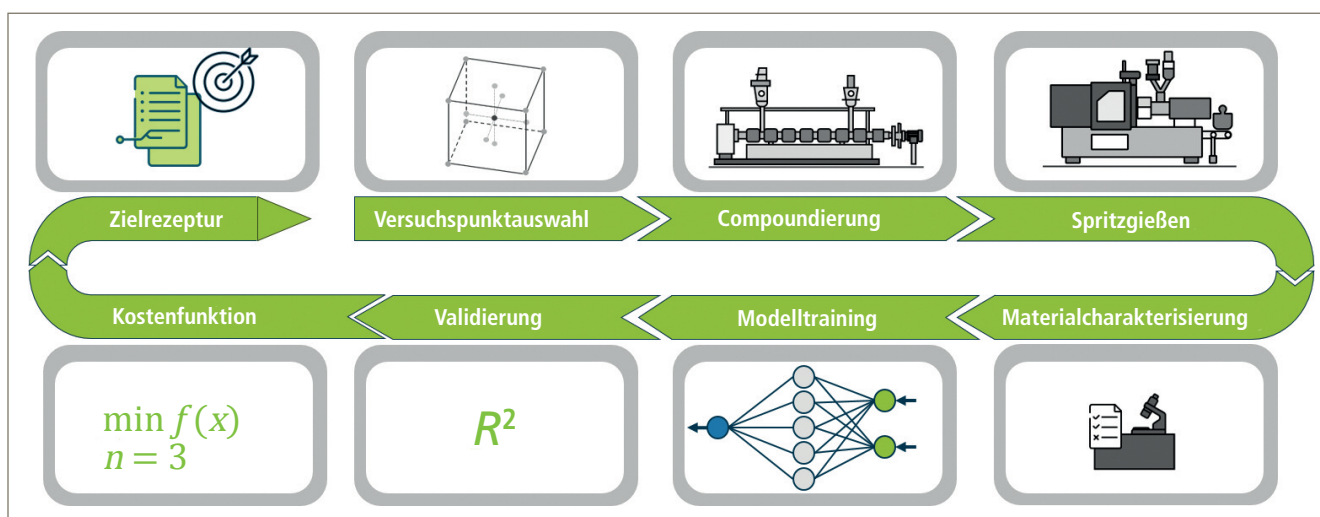 Zielrezeptur
Versuchspunktauswahl
Compoundierung
Spritzgießen
Kostenfunktion
Validierung
Modelltraining
Materialcharakterisierung
min f(x)
n = 3
R²